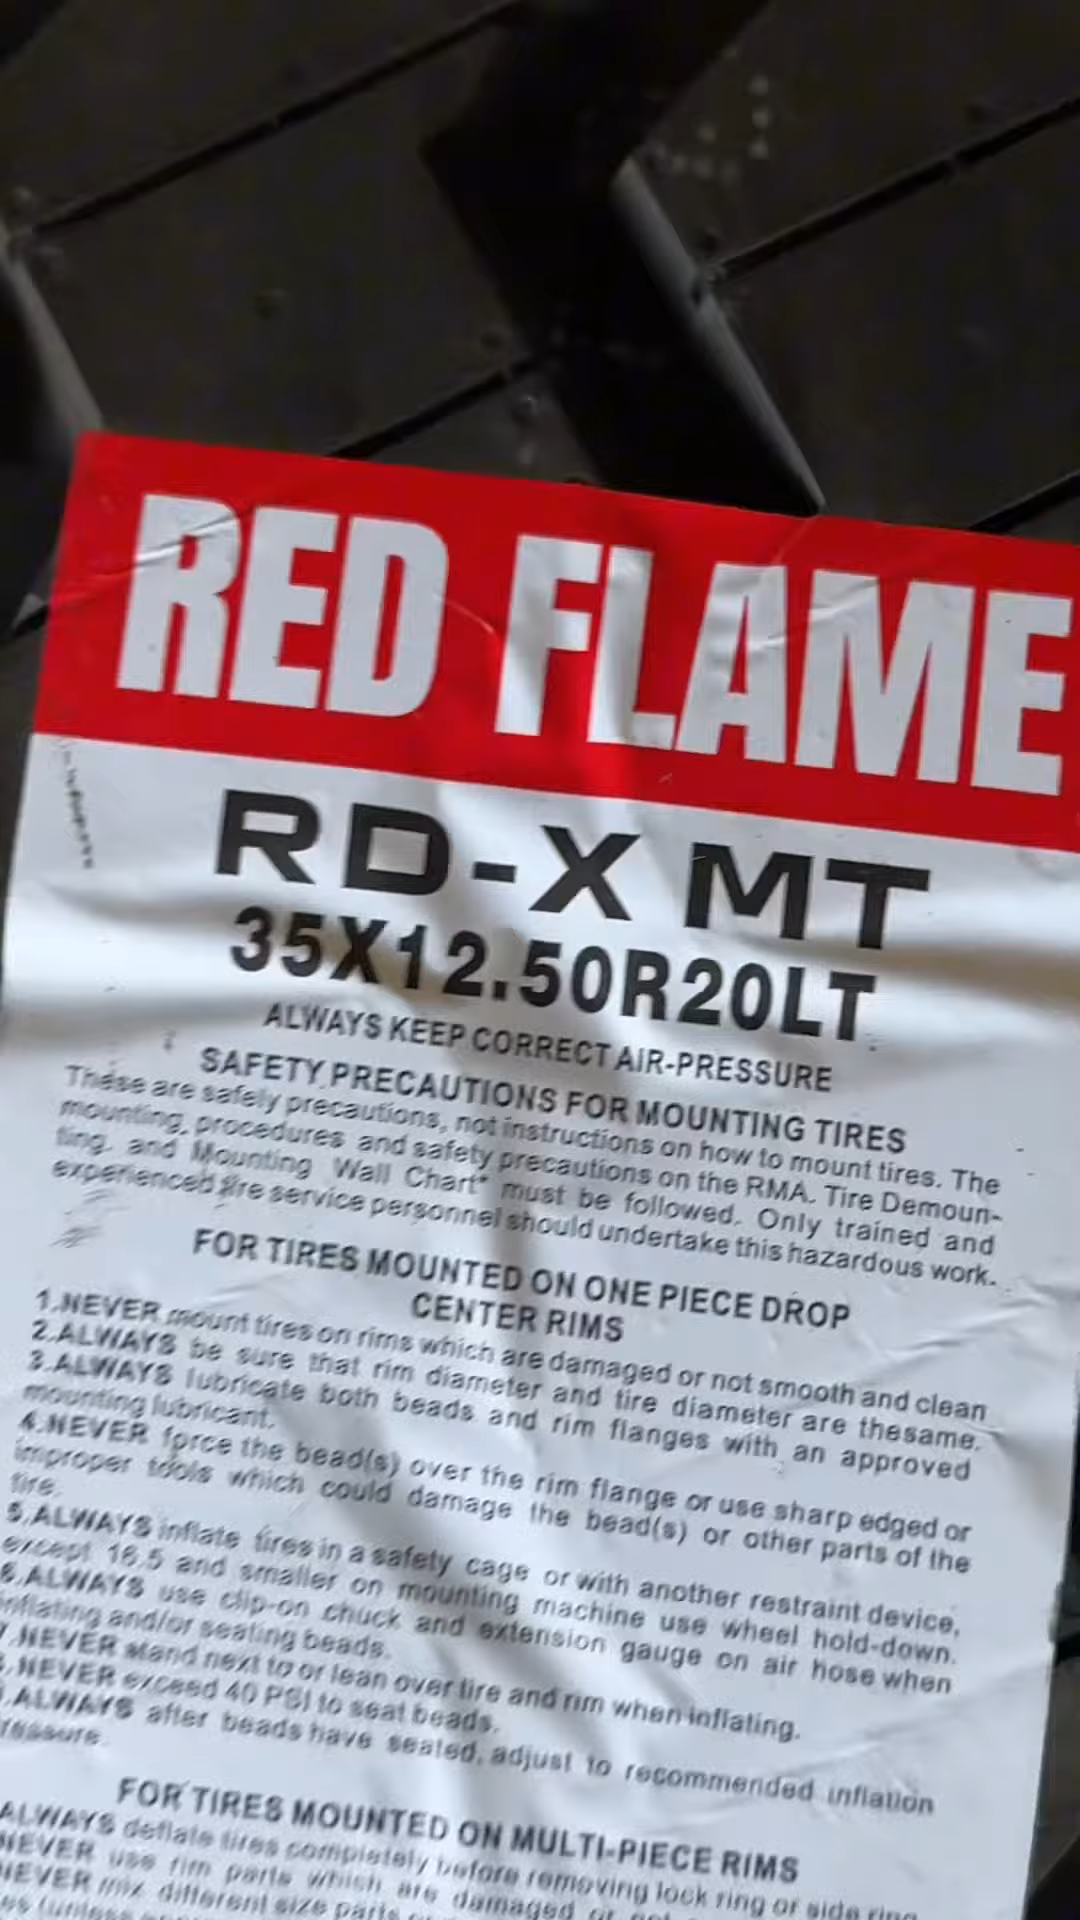 RED FLAME
RD-X MT
35X12.50R20LT
ALWAYS KEEP CORRECT AIR-PRESSURE
SAFETY PRECAUTIONS FOR MOUNTING TIRES
These are safely precautions, not instructions on how to mount tires. The
mounting, procedures and safety precautions on the RMA. Tire Demoun-
ting, and Mounting Wall Chart" must be followed. Only trained and
experienced tire service personnel should undertake this hazardous work.
FOR TIRES MOUNTED ON ONE PIECE DROP
CENTER RIMS
1.NEVER mount tires on rims which are damaged or not smooth and clean
2.ALWAYS be sure that rim diameter and tire diameter are thesame.
3.ALWAYS lubricate both beads and rim flanges with an approved
mounting lubricant.
4.NEVER force the bead(s) over the rim flange or use sharp edged or
improper tools which could damage the bead(s) or other parts of the
tire.
5.ALWAYS inflate tires in a safety cage or with another restraint device,
except 16.5 and smaller on mounting machine use wheel hold-down.
6.ALWAYS use clip-on chuck and extension gauge on air hose when
inflating and/or seating beads.
7.NEVER stand next to or lean over tire and rim when inflating.
.NEVER exceed 40 PSI to seat beads.
.ALWAYS after beads have seated, adjust to recommended inflation
ressure.
FOR TIRES MOUNTED ON MULTI-PIECE RIMS
ALWAYS deflate tires completely before removing lock ring or side ring
NEVER use rim parts which are damaged or not
NEVER mix different size parts